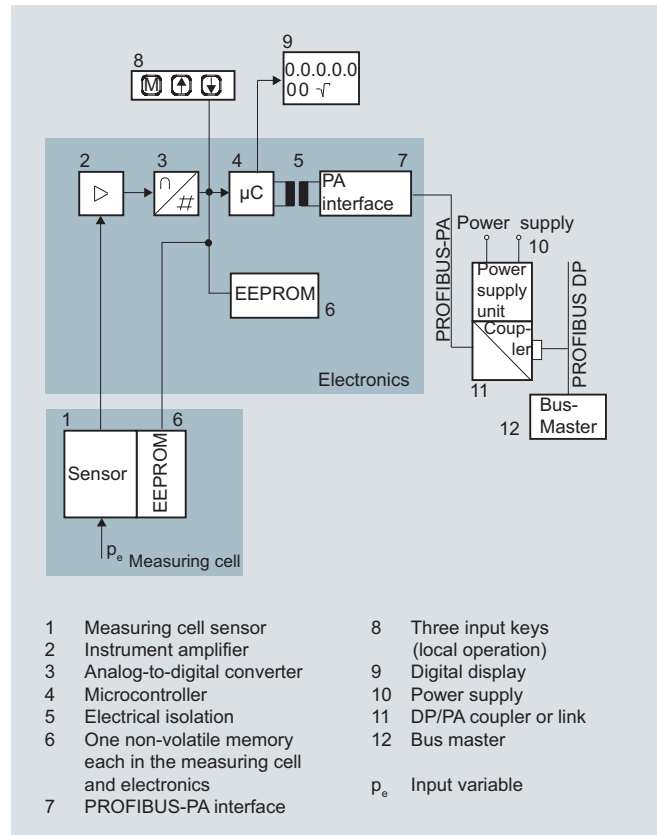 9
8
0.0.0.0.0
M
00 √
2
3
4
5
7
µC
PA
interface
Power supply
10
PROFIBUS-PA
Power
supply
unit
PROFIBUS DP
EEPROM
6
Coup-
ler
Electronics
11
Bus-
Master
12
1
6
Sensor
EEPROM
pe
Measuring cell
1 Measuring cell sensor
2 Instrument amplifier
3 Analog-to-digital converter
4 Microcontroller
5 Electrical isolation
6 One non-volatile memory
each in the measuring cell
and electronics
7 PROFIBUS-PA interface
8 Three input keys
(local operation)
9 Digital display
10 Power supply
11 DP/PA coupler or link
12 Bus master
pe Input variable